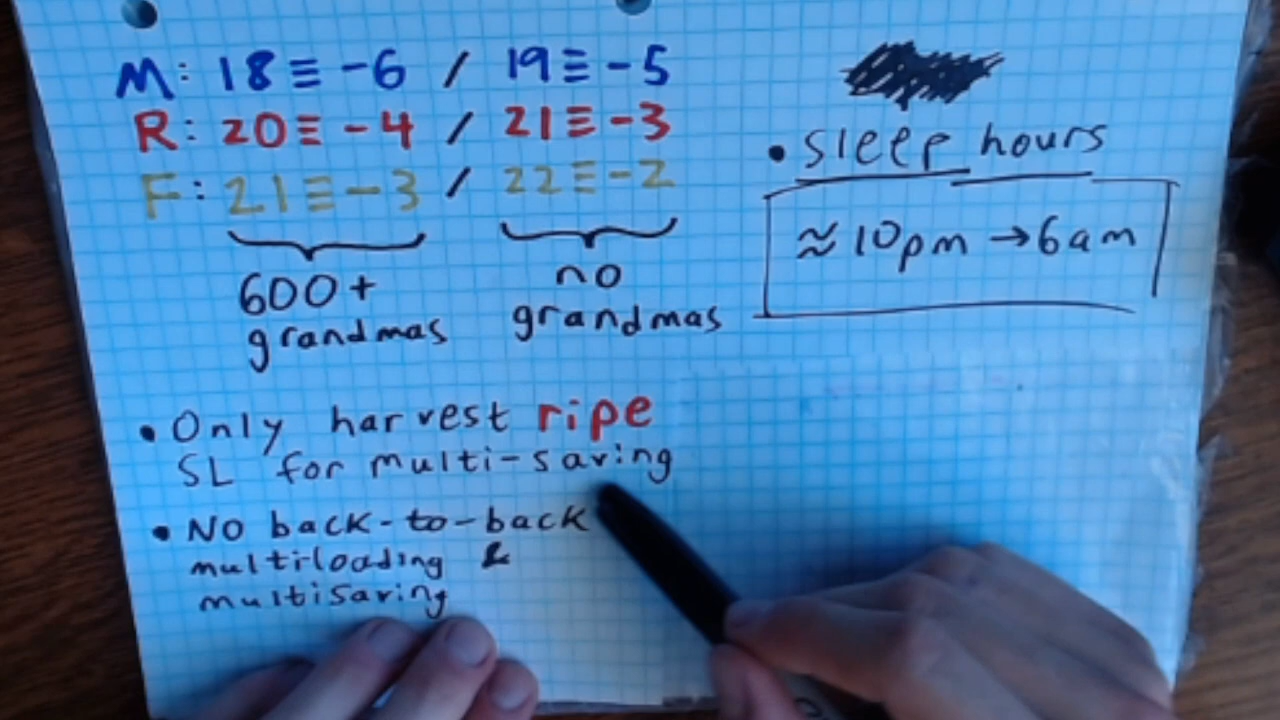 M: 18 ≡ -6 / 19 ≡ -5
R: 20 ≡ -4 / 21 ≡ -3
F: 21 ≡ -3 / 22 ≡ -2
600+
grandmas
no
grandmas
• Only harvest ripe
SL for multi-saving
• No back-to-back
multiloading &
multisaving
• sleep hours
≈ 10pm → 6am